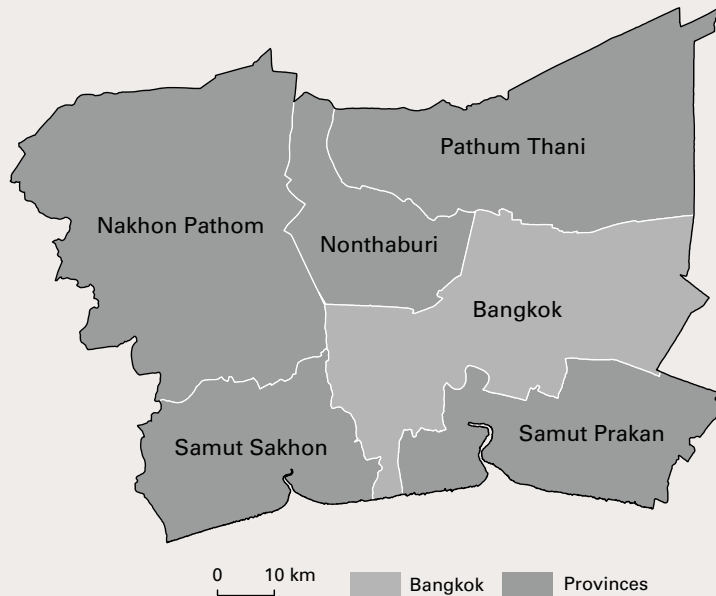 Pathum Thani
Nakhon Pathom
Nonthaburi
Bangkok
Samut Sakhon
Samut Prakan
0 10 km
Bangkok
Provinces